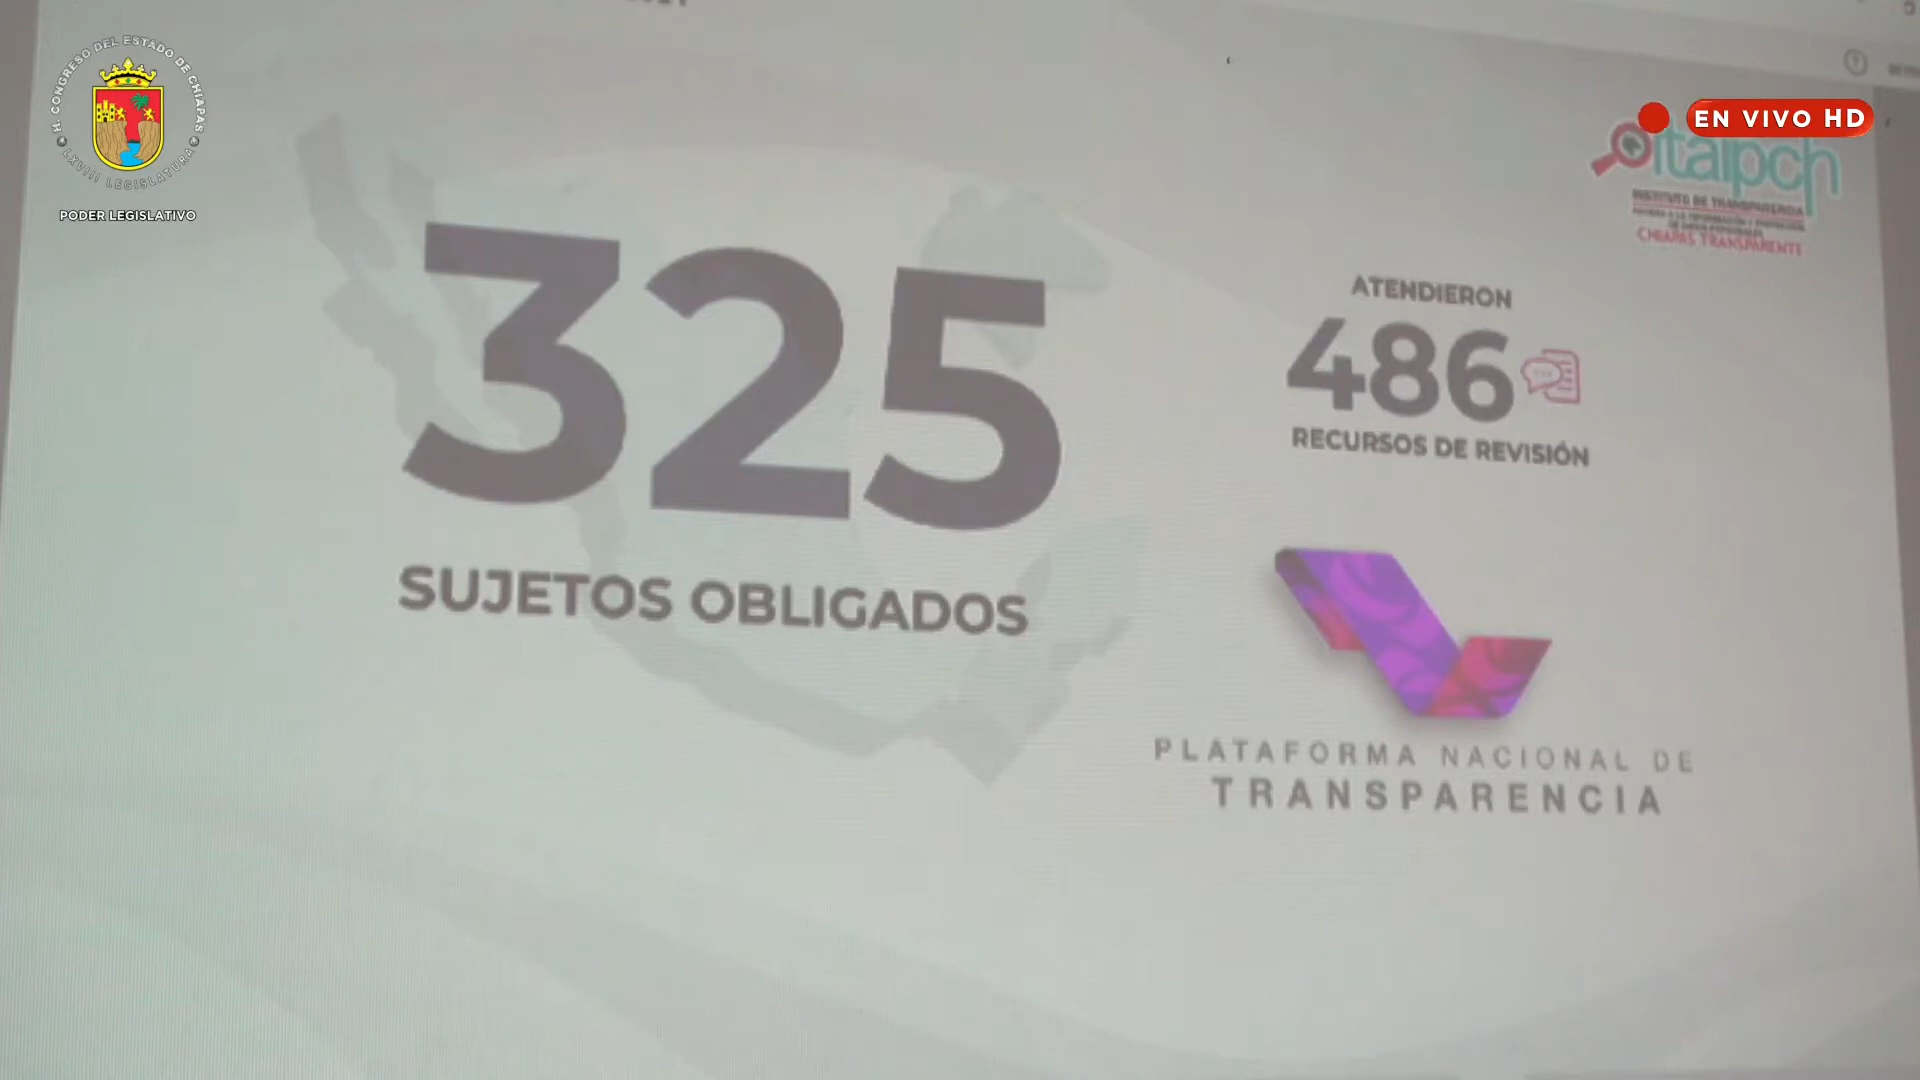 H. CONGRESO DEL ESTADO DE CHIAPAS
LXVIII LEGISLATURA
PODER LEGISLATIVO
EN VIVO HD
itaipch
INSTITUTO DE TRANSPARENCIA
CHIAPAS TRANSPARENTE
325
SUJETOS OBLIGADOS
ATENDIERON
486
RECURSOS DE REVISIÓN
PLATAFORMA NACIONAL DE
TRANSPARENCIA